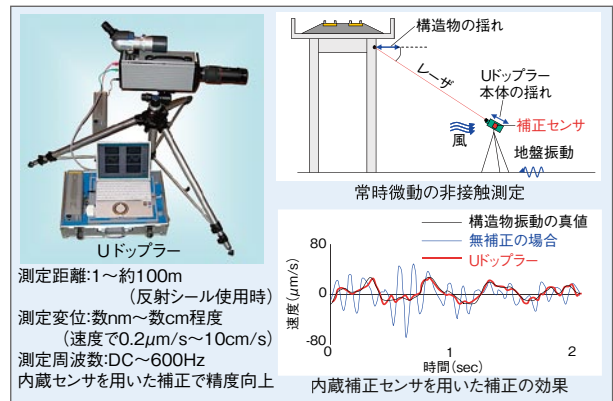 Uドップラー
測定距離:1～約100m
(反射シール使用時)
測定変位:数nm～数cm程度
(速度で0.2μm/s～10cm/s)
測定周波数:DC～600Hz
内蔵センサを用いた補正で精度向上
構造物の揺れ
レーザ
Uドップラー
本体の揺れ
補正センサ
風
地盤振動
常時微動の非接触測定
構造物振動の真値
無補正の場合
Uドップラー
速度(μm/s)
80
0
-80
0 1 2
時間(sec)
内蔵補正センサを用いた補正の効果